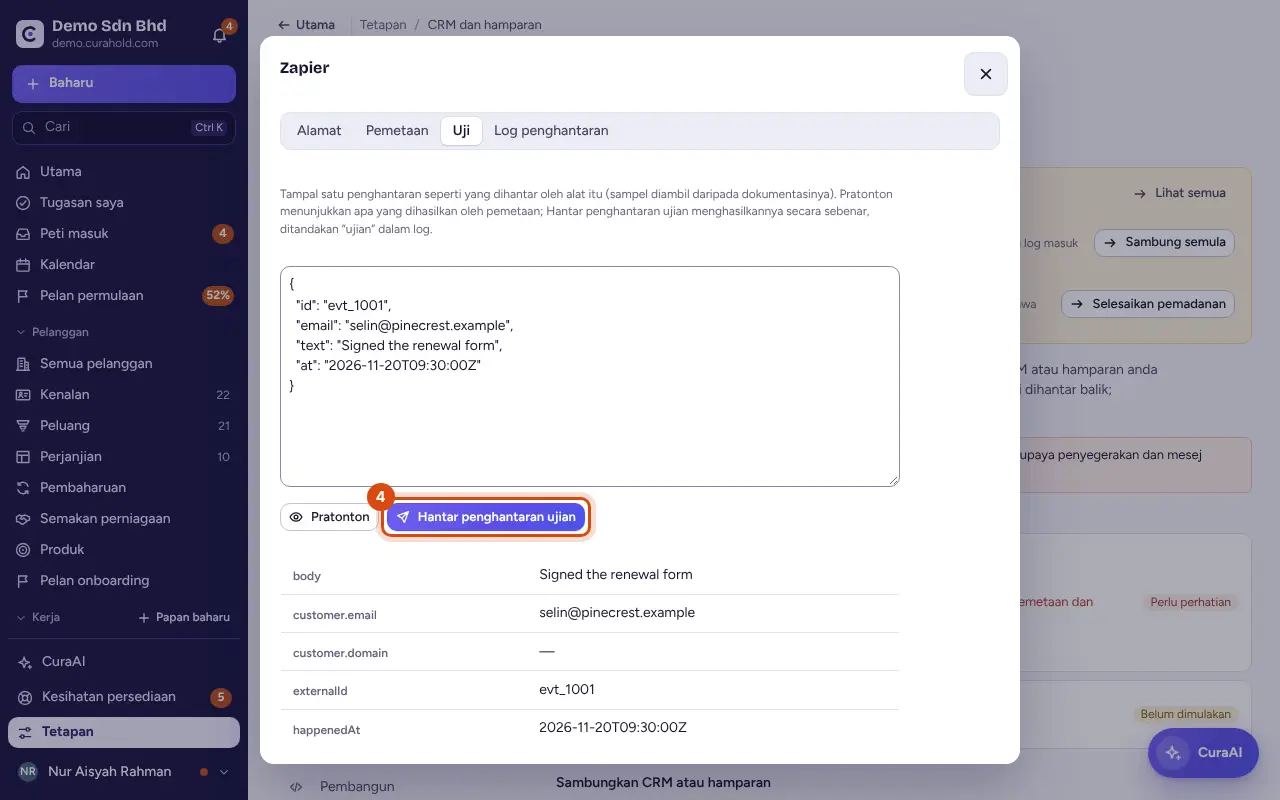 Demo Sdn Bhd
demo.curahold.com
4
Baharu
Cari
Ctrl K
Utama
Tugasan saya
Peti masuk
4
Kalendar
Pelan permulaan
52%
Pelanggan
Semua pelanggan
Kenalan
22
Peluang
21
Perjanjian
10
Pembaharuan
Semakan perniagaan
Produk
Pelan onboarding
Kerja
Papan baharu
CuraAI
Kesihatan persediaan
5
Tetapan
NR
Nur Aisyah Rahman
Utama
Tetapan / CRM dan hamparan
Zapier
Alamat
Pemetaan
Uji
Log penghantaran
Tampal satu penghantaran seperti yang dihantar oleh alat itu (sampel diambil daripada dokumentasinya). Pratonton
menunjukkan apa yang dihasilkan oleh pemetaan; Hantar penghantaran ujian menghasilkannya secara sebenar,
ditandakan “ujian” dalam log.
{
"id": "evt_1001",
"email": "selin@pinecrest.example",
"text": "Signed the renewal form",
"at": "2026-11-20T09:30:00Z"
}
Pratonton
4
Hantar penghantaran ujian
body
Signed the renewal form
customer.email
selin@pinecrest.example
customer.domain
—
externalId
evt_1001
happenedAt
2026-11-20T09:30:00Z
Lihat semua
log masuk
Sambung semula
Selesaikan pemadanan
atau hamparan anda
dihantar balik;
upaya penyegerakan dan mesej
emetaan dan
Perlu perhatian
Belum dimulakan
CuraAI
Pembangun
Sambungkan CRM atau hamparan